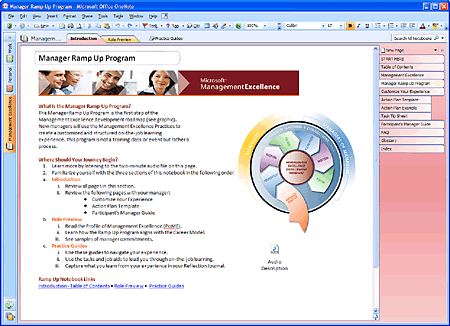 Manager Ramp Up Program - Microsoft Office OneNote
File Edit View Insert Format Share Tools Table Window Help
100%
Calibri
17
Managem...
Introduction
Role Preview
Practice Guides
Search All Notebooks
Work
Personal
Management Excellence
Manager Ramp Up Program
Microsoft
ManagementExcellence
What is the Manager Ramp Up Program?
The Manager Ramp Up Program is the first step of the
Management Excellence development roadmap (see graphic).
New managers will use the Management Excellence Practices to
create a customized and structured on-the-job learning
experience. This program is not a training class or event but rather a
process.
Where Should Your Journey Begin?
1. Learn more by listening to the two-minute audio file on this page.
2. Familiarize yourself with the three sections of this notebook in the following order:
a. Introduction
i. Review all pages in this section.
ii. Review the following pages with your manager:
• Customize Your Experience
• Action Plan Template
• Participant's Manager Guide
b. Role Preview
i. Read the Profile of Management Excellence (PoME).
ii. Learn how the Ramp Up Program aligns with the Career Model.
iii. See samples of manager commitments.
c. Practice Guides
i. Use these guides to navigate your experience.
ii. Use the tasks and job aids to lead you through on-the-job learning.
iii. Capture what you learn from your experience in your Reflection Journal.
Ramp Up Notebook Links
Introduction - Table of Contents • Role Preview • Practice Guides
Audio
Description
New Page
START HERE
Table of Contents
Management Excellence
Manager Ramp Up Program
Customize Your Experience
Action Plan Template
Action Plan Example
Task Tip Sheet
Participant's Manager Guide
FAQ
Glossary
Index